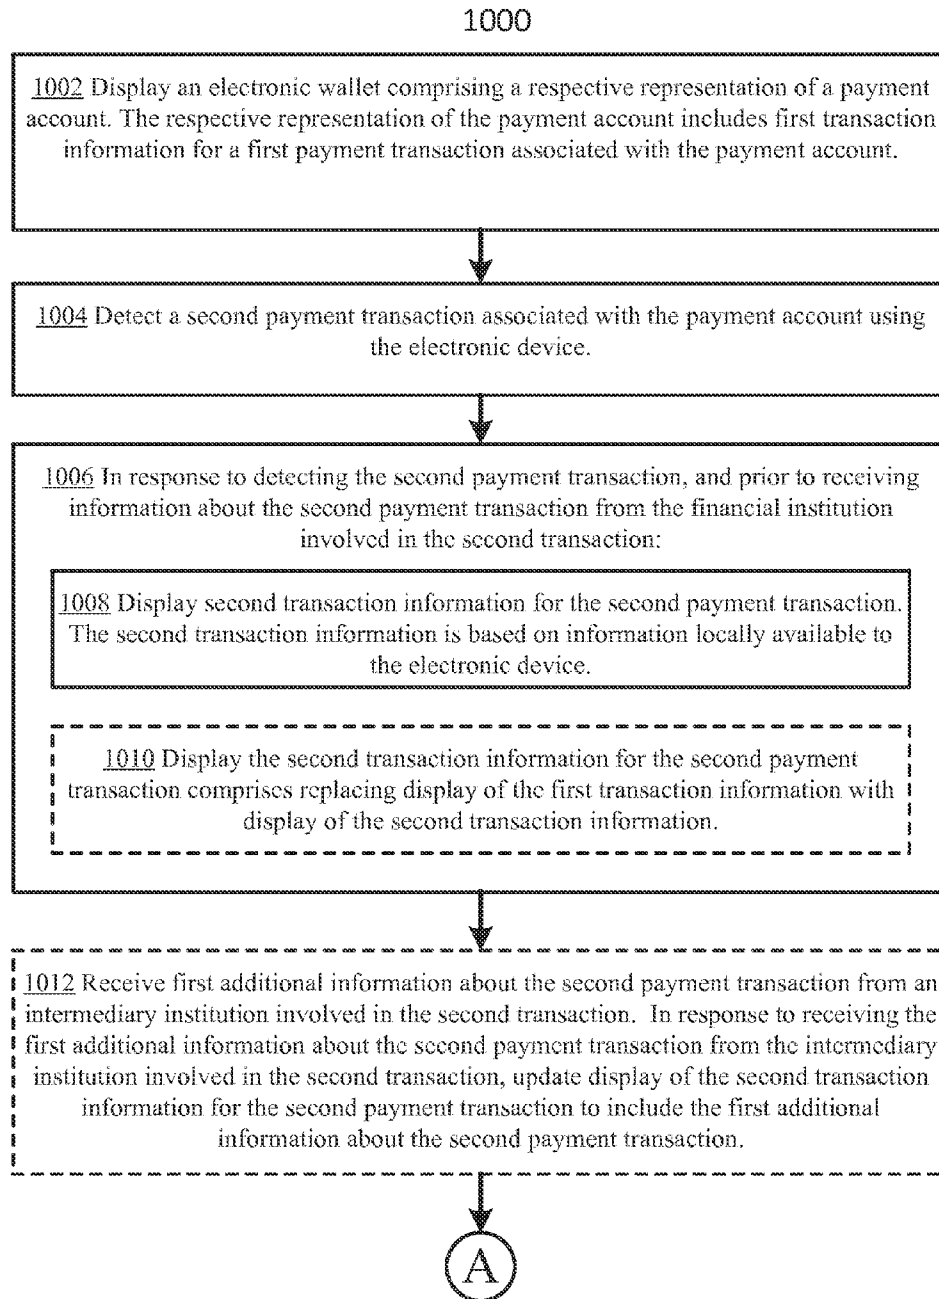 1000
1002 Display an electronic wallet comprising a respective representation of a payment
account. The respective representation of the payment account includes first transaction
information for a first payment transaction associated with the payment account.
1004 Detect a second payment transaction associated with the payment account using
the electronic device.
1006 In response to detecting the second payment transaction, and prior to receiving
information about the second payment transaction from the financial institution
involved in the second transaction:
1008 Display second transaction information for the second payment transaction.
The second transaction information is based on information locally available to
the electronic device.
1010 Display the second transaction information for the second payment
transaction comprises replacing display of the first transaction information with
display of the second transaction information.
1012 Receive first additional information about the second payment transaction from an
intermediary institution involved in the second transaction. In response to receiving the
first additional information about the second payment transaction from the intermediary
institution involved in the second transaction, update display of the second transaction
information for the second payment transaction to include the first additional
information about the second payment transaction.
A